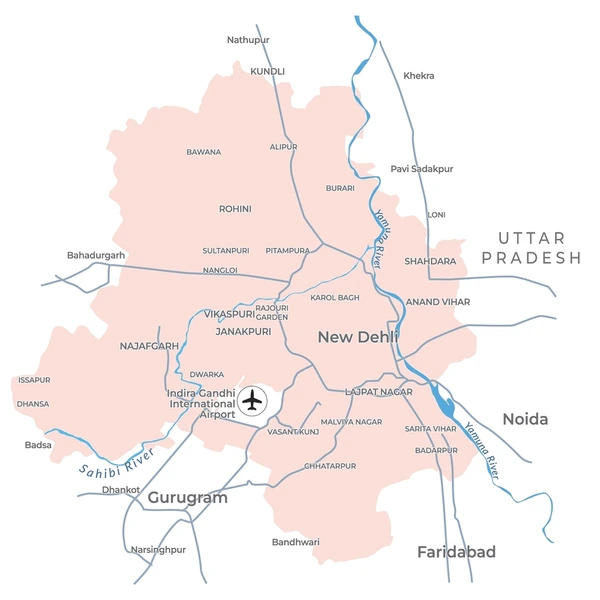 Nathupur
KUNDLI
Khekra
BAWANA
ALIPUR
Pavi Sadakpur
BURARI
ROHINI
LONI
Yamuna River
UTTAR
PRADESH
Bahadurgarh
SULTANPURI
PITAMPURA
SHAHDARA
NANGLOI
KAROL BAGH
ANAND VIHAR
VIKASPURI
RAJOURI
GARDEN
JANAKPURI
New Dehli
NAJAFGARH
DWARKA
ISSAPUR
Indira Gandhi
International
Airport
LAJPAT NAGAR
DHANSA
Noida
MALVIYA NAGAR
SARITA VIHAR
VASANT KUNJ
Badsa
BADARPUR
Yamuna River
Sahibi River
CHHATARPUR
Dhankot
Gurugram
Bandhwari
Narsinghpur
Faridabad